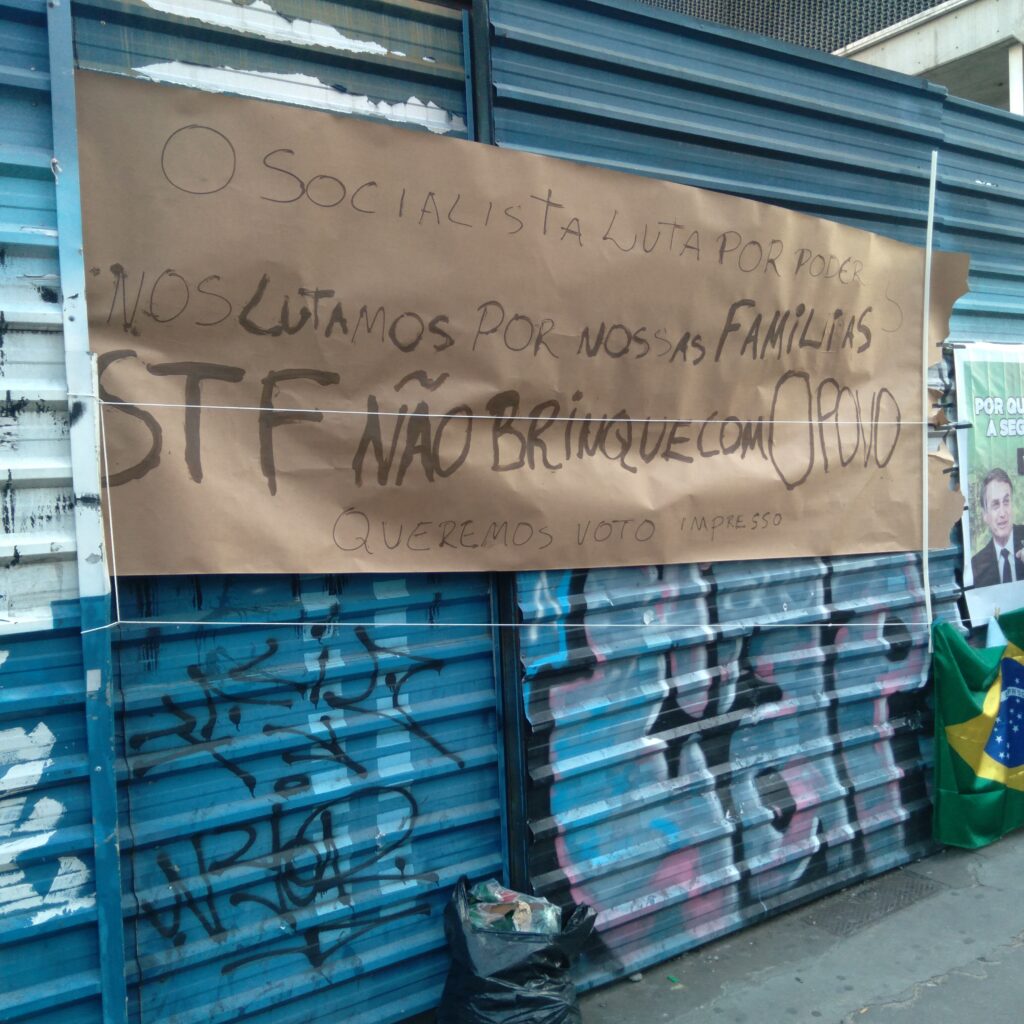 O SOCIALISTA LUTA POR PODER
NOS LUTAMOS POR NOSSAS FAMILIAS
STF NÃO BRINQUE COM O POVO
QUEREMOS VOTO IMPRESSO
POR QU
A SEG